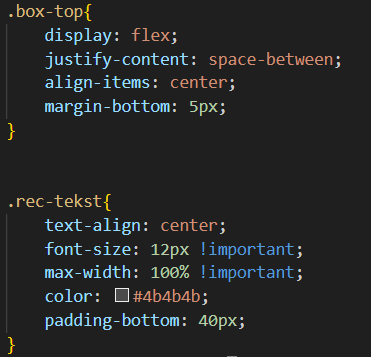 .box-top{
display: flex;
justify-content: space-between;
align-items: center;
margin-bottom: 5px;
}
.rec-tekst{
text-align: center;
font-size: 12px !important;
max-width: 100% !important;
color: #4b4b4b;
padding-bottom: 40px;
}